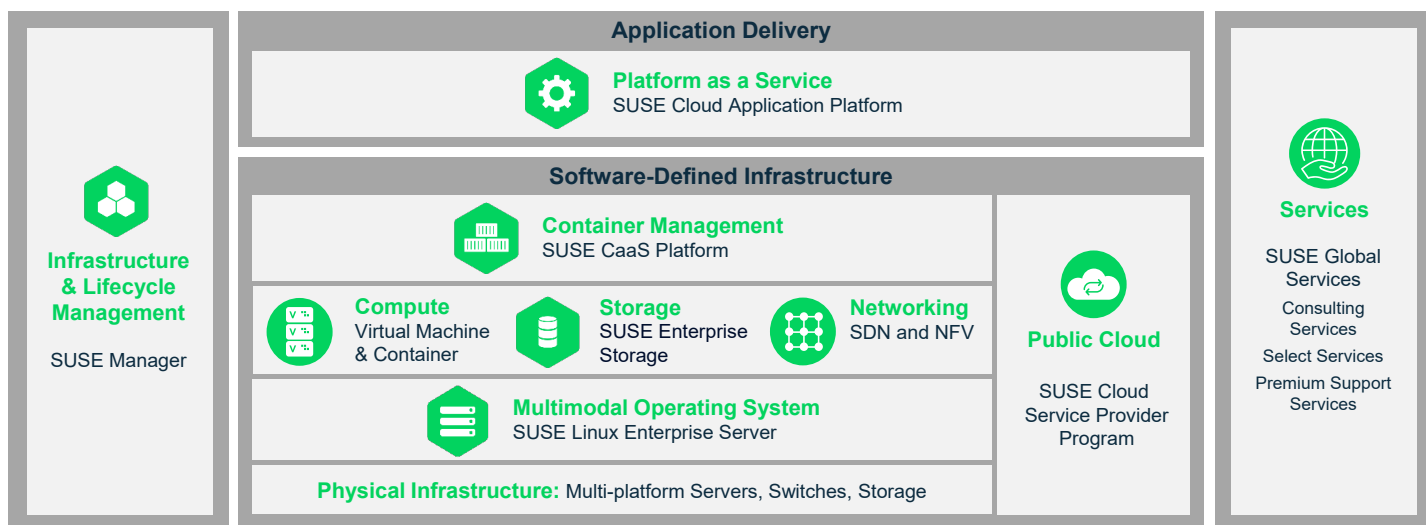 Infrastructure
& Lifecycle
Management
SUSE Manager
Application Delivery
Platform as a Service
SUSE Cloud Application Platform
Software-Defined Infrastructure
Container Management
SUSE CaaS Platform
Compute
Virtual Machine
& Container
Storage
SUSE Enterprise
Storage
Networking
SDN and NFV
Multimodal Operating System
SUSE Linux Enterprise Server
Physical Infrastructure: Multi-platform Servers, Switches, Storage
Public Cloud
SUSE Cloud
Service Provider
Program
Services
SUSE Global
Services
Consulting
Services
Select Services
Premium Support
Services